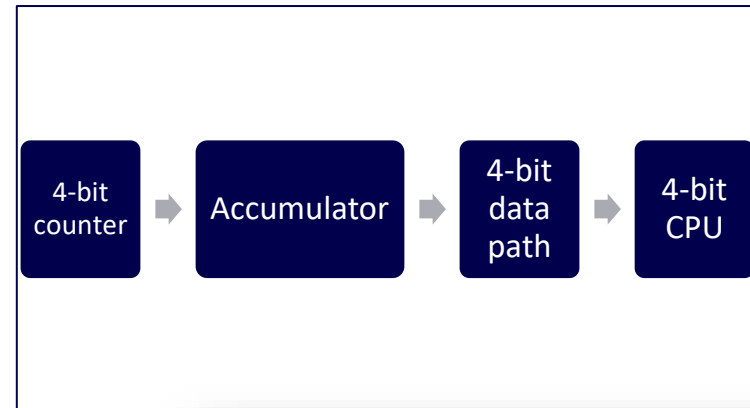 4-bit
counter
Accumulator
4-bit
data
path
4-bit
CPU